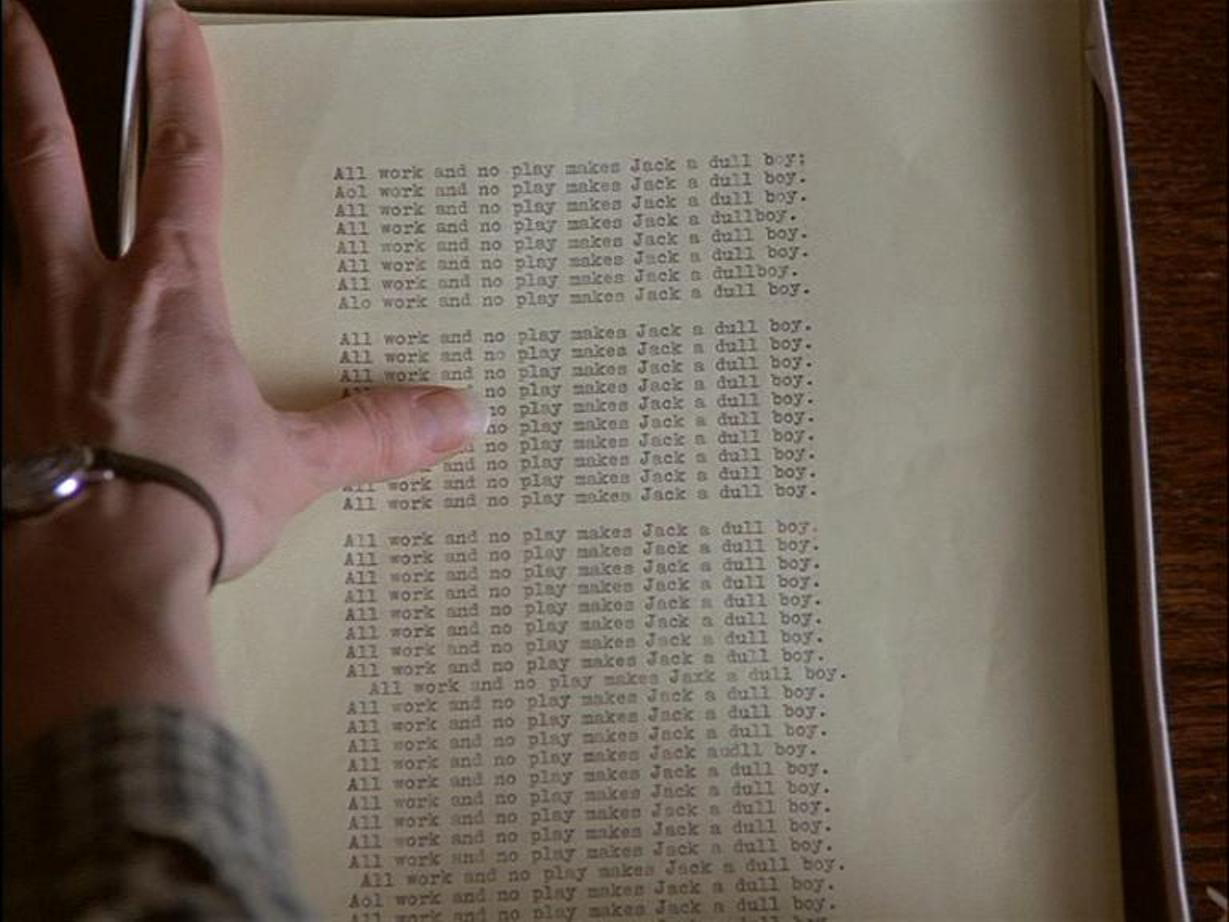 All work and no play makes Jack a dull boy;
Aol work and no play makes Jack a dull boy.
All work and no play makes Jack a dull boy.
All work and no play makes Jack a dullboy.
All work and no play makes Jack a dull boy.
All work and no play makes Jack a dull boy.
All work and no play makes Jack a dullboy.
Alo work and no play makes Jack a dull boy.
All work and no play makes Jack a dull boy.
All work and no play makes Jack a dull boy.
All work and no play makes Jack a dull boy.
no play makes Jack a dull boy.
no play makes Jack a dull boy.
no play makes Jack a dull boy.
no play makes Jack a dull boy.
and no play makes Jack a dull boy.
All work and no play makes Jack a dull boy.
All work and no play makes Jack a dull boy.
All work and no play makes Jack a dull boy.
All work and no play makes Jack a dull boy.
All work and no play makes Jack a dull boy.
All work and no play makes Jack a dull boy.
All work and no play makes Jack a dull boy.
All work and no play makes Jack a dull boy.
All work and no play makes Jack a dull boy.
All work and no play makes Jack a dull boy.
All work and no play makes Jaxk a dull boy.
All work and no play makes Jack a dull boy.
All work and no play makes Jack a dull boy.
All work and no play makes Jack a dull boy.
All work and no play makes Jack audll boy.
All work and no play makes Jack a dull boy.
All work and no play makes Jack a dull boy.
All work and no play makes Jack a dull boy.
All work and no play makes Jack a dull boy.
All work and no play makes Jack a dull boy.
All work and no play makes Jack a dull boy.
Aol work and no play makes Jack a dull boy.
All work and no play makes Jack a dull boy.